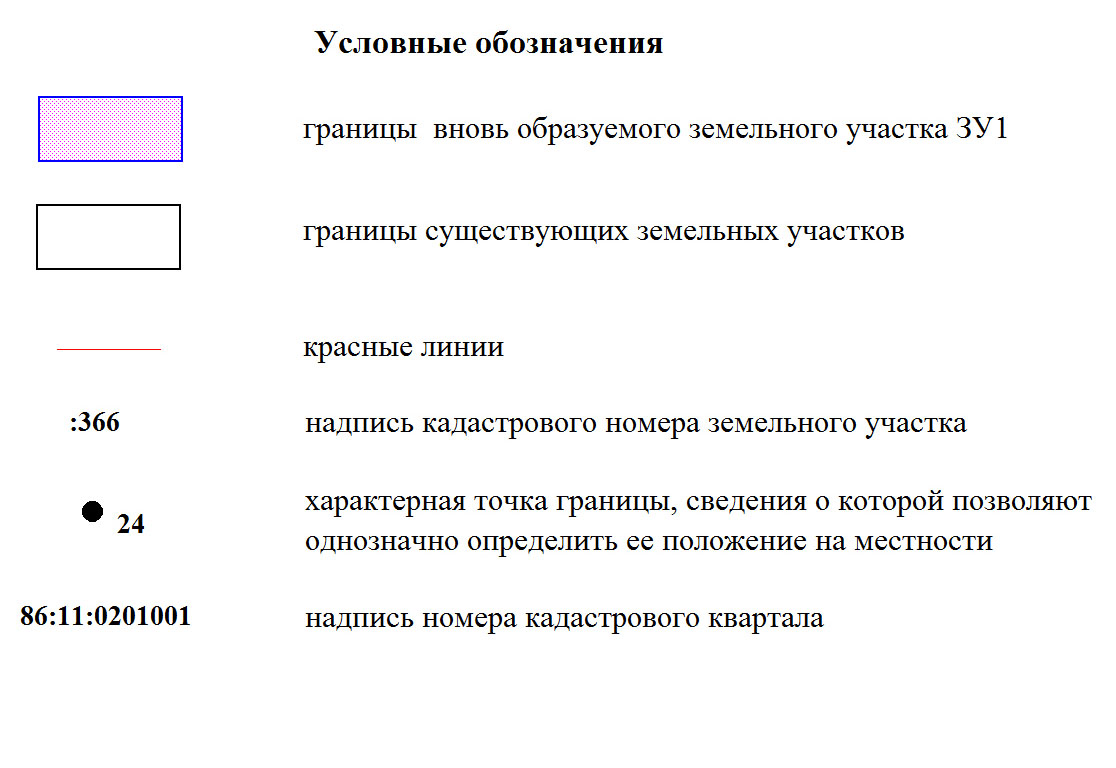 Условные обозначения
границы вновь образуемого земельного участка ЗУ1
границы существующих земельных участков
красные линии
:366 надпись кадастрового номера земельного участка
характерная точка границы, сведения о которой позволяют
24 однозначно определить ее положение на местности
86:11:0201001 надпись номера кадастрового квартала